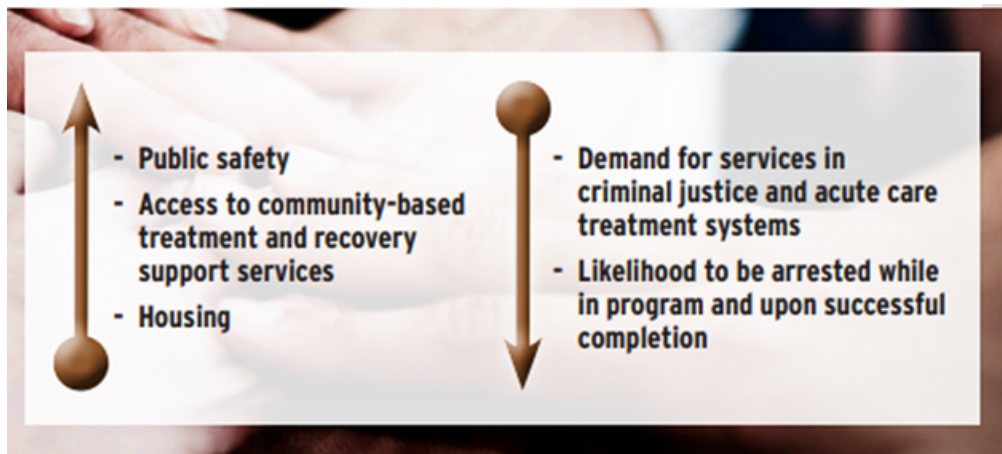 - Public safety
- Access to community-based
treatment and recovery
support services
- Housing
- Demand for services in
criminal justice and acute care
treatment systems
- Likelihood to be arrested while
in program and upon successful
completion